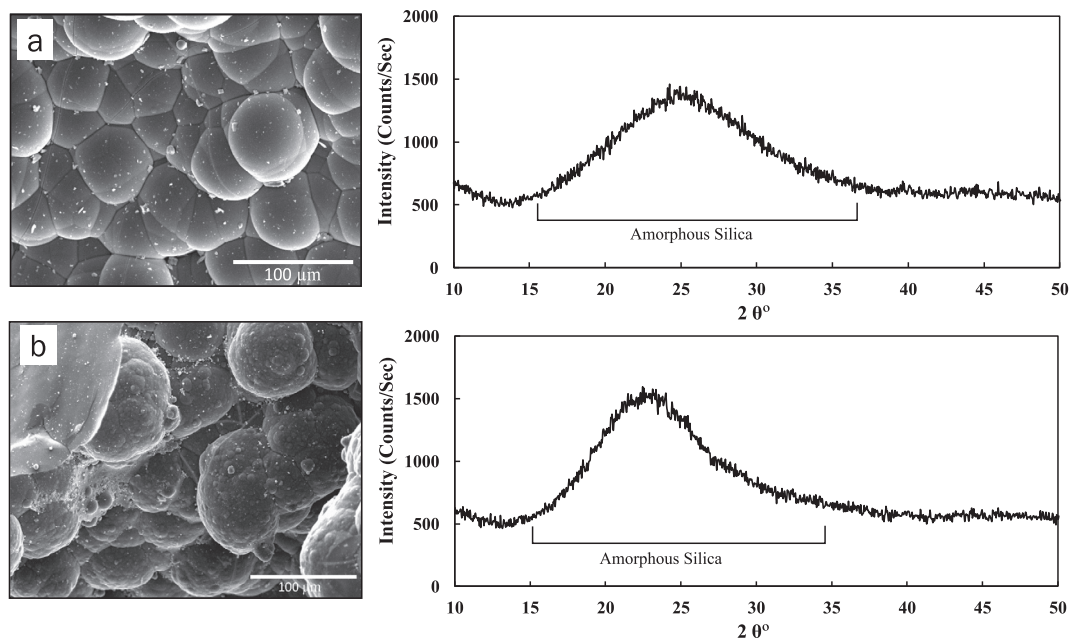 a
100 µm
Intensity (Counts/Sec)
2000
1500
1000
500
0
Amorphous Silica
10 15 20 25 30 35 40 45 50
2 θº
b
100 µm
Intensity (Counts/Sec)
2000
1500
1000
500
0
Amorphous Silica
10 15 20 25 30 35 40 45 50
2 θº